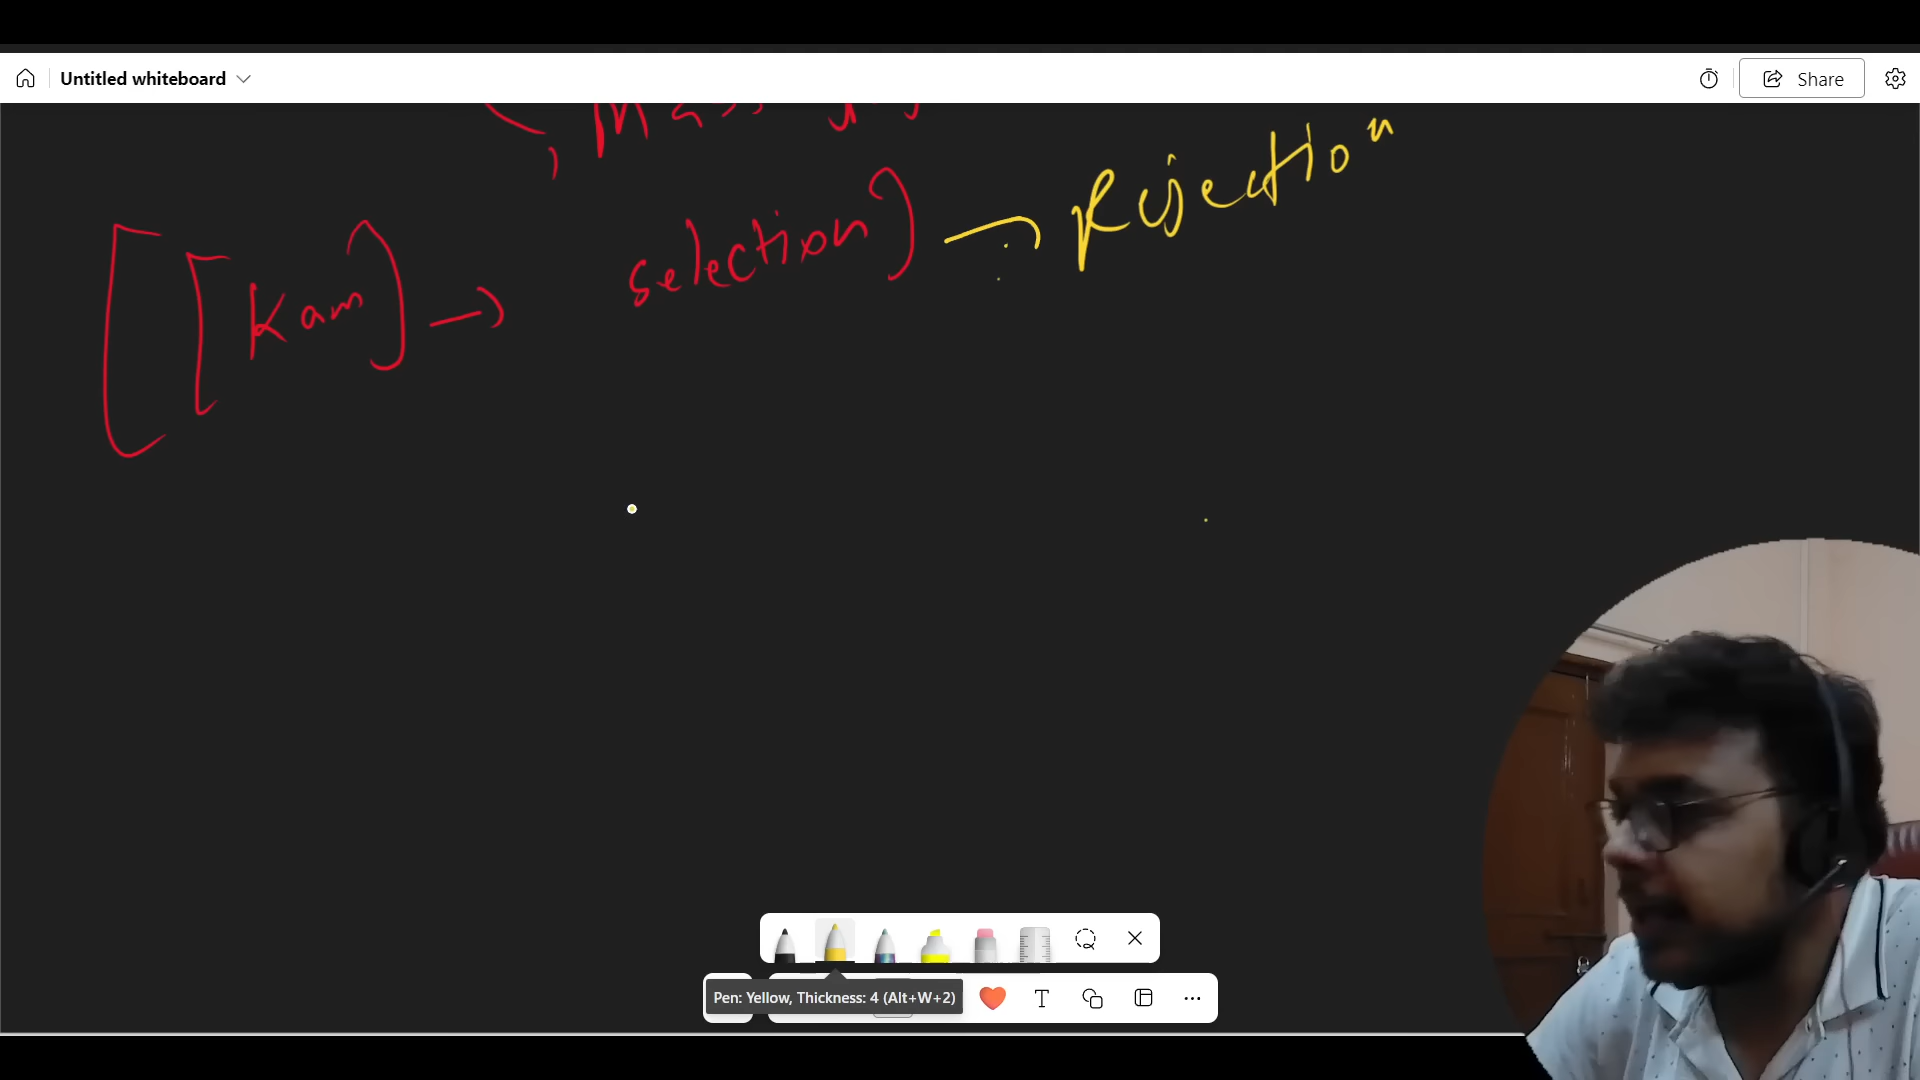 Untitled whiteboard
Share
Rejection
selection] →
[[Kam] →
Pen: Yellow, Thickness: 4 (Alt+W+2)
T